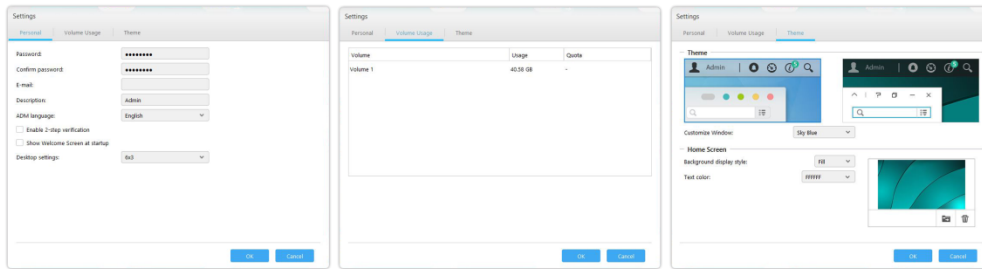 Settings
Personal Volume Usage Theme
Password:
Confirm password:
E-mail:
Description: Admin
ADM language: English
Enable 2-step verification
Show Welcome Screen at startup
Desktop settings: 6x3
OK Cancel
Settings
Personal Volume Usage Theme
Volume Usage Quota
Volume 1 40.38 GB -
OK Cancel
Settings
Personal Volume Usage Theme
Theme
Admin 5
Admin 5
Customize Window: Sky Blue
Home Screen
Background display style: Fill
Text color: FFFFFF
OK Cancel